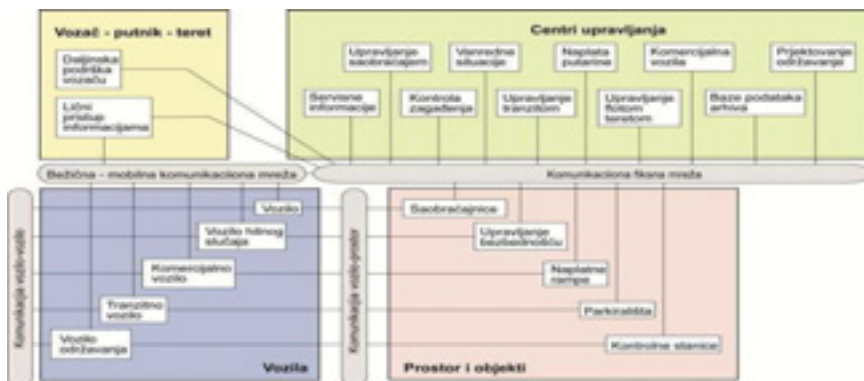 Vozač - putnik - teret
Daljinska
podrška
vozaču
Lični
pristup
informacijama
Centri upravljanja
Upravljanje
saobraćajem
Vanredne
situacije
Naplata
putarine
Komercijalna
vozila
Prjektovanje
održavanje
Servisne
informacije
Kontrola
zagađenja
Upravljanje
tranzitom
Upravljanje
flotom
teretom
Baze podataka
arhiva
Bežična - mobilna komunikaciona mreža
Komunikaciona fiksna mreža
Komunikacija vozilo-vozilo
Vozilo
Vozilo hitnog
slučaja
Komercijalno
vozilo
Tranzitno
vozilo
Vozilo
održavanja
Vozila
Komunikacija vozilo-prostor
Saobraćajnice
Upravljanje
bezbednošću
Naplatne
rampe
Parkirališta
Kontrolne stanice
Prostor i objekti